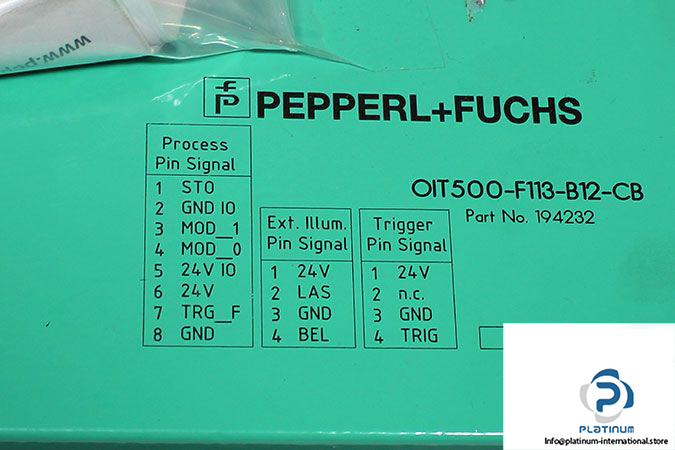 PEPPERL+FUCHS
Process
Pin Signal
1 STO
2 GND IO
3 MOD_1
4 MOD_0
5 24V IO
6 24V
7 TRG_F
8 GND
Ext. Illum.
Pin Signal
1 24V
2 LAS
3 GND
4 BEL
Trigger
Pin Signal
1 24V
2 n.c.
3 GND
4 TRIG
OIT500-F113-B12-CB
Part No. 194232
PLATINUM
Info@platinum-international.store